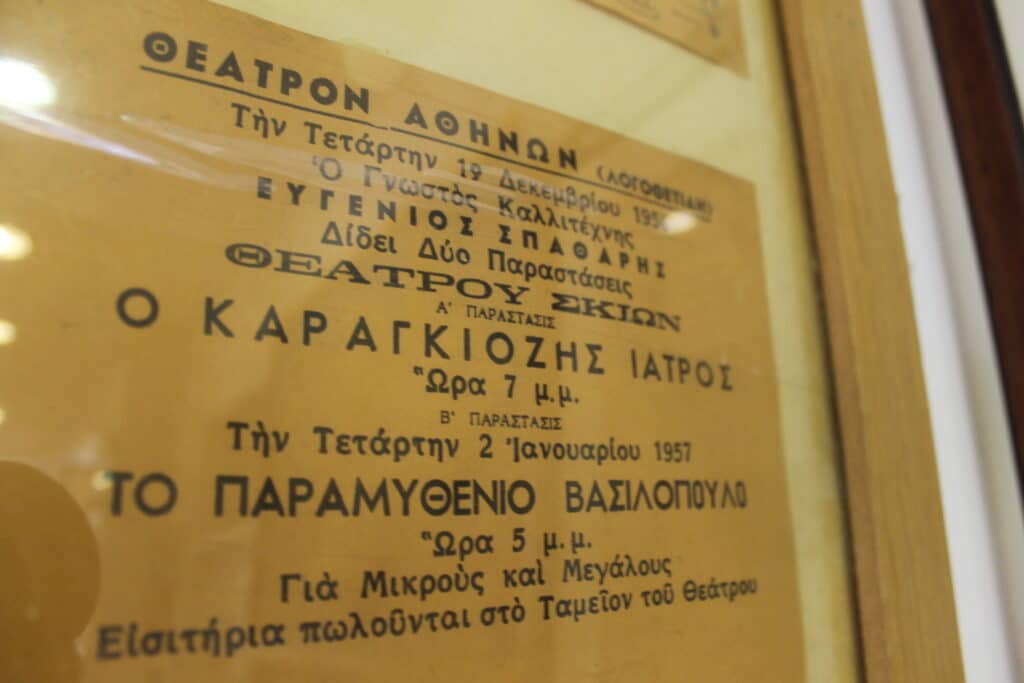 ΘΕΑΤΡΟΝ ΑΘΗΝΩΝ (ΛΟΓΟΘΕΤΙΔΗ)
Τὴν Τετάρτην 19 Δεκεμβρίου 1956
Ὁ Γνωστὸς Καλλιτέχνης
ΕΥΓΕΝΙΟΣ ΣΠΑΘΑΡΗΣ
Δίδει Δύο Παραστάσεις
ΘΕΑΤΡΟΥ ΣΚΙΩΝ
Α' ΠΑΡΑΣΤΑΣΙΣ
Ο ΚΑΡΑΓΚΙΟΖΗΣ ΙΑΤΡΟΣ
Ὥρα 7 μ.μ.
Β' ΠΑΡΑΣΤΑΣΙΣ
Τὴν Τετάρτην 2 Ἰανουαρίου 1957
ΤΟ ΠΑΡΑΜΥΘΕΝΙΟ ΒΑΣΙΛΟΠΟΥΛΟ
Ὥρα 5 μ.μ.
Γιὰ Μικροὺς καὶ Μεγάλους
Εἰσιτήρια πωλοῦνται στὸ Ταμεῖον τοῦ Θεάτρου